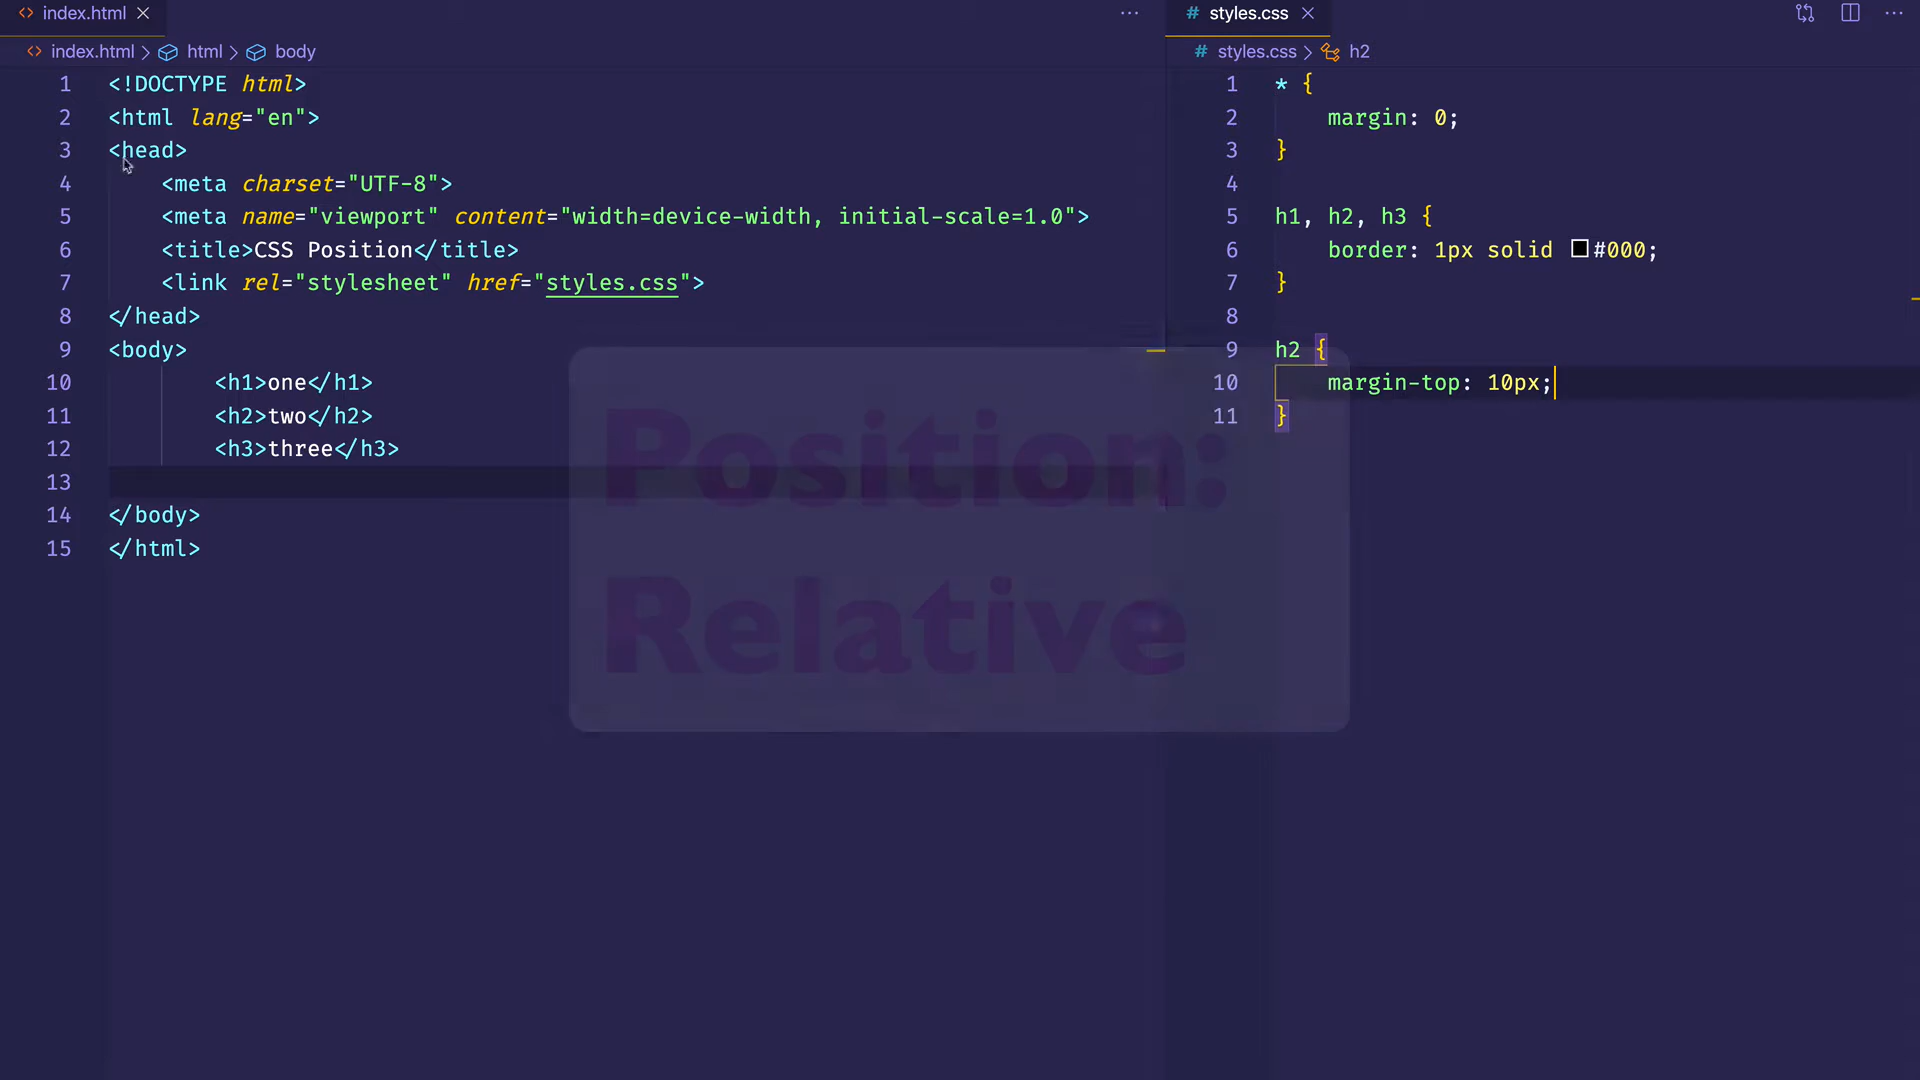 index.html
styles.css
index.html > html > body
styles.css > h2
1 <!DOCTYPE html>
2 <html lang="en">
3 <head>
4 <meta charset="UTF-8">
5 <meta name="viewport" content="width=device-width, initial-scale=1.0">
6 <title>CSS Position</title>
7 <link rel="stylesheet" href="styles.css">
8 </head>
9 <body>
10 <h1>one</h1>
11 <h2>two</h2>
12 <h3>three</h3>
13
14 </body>
15 </html>
1 * {
2 margin: 0;
3 }
4
5 h1, h2, h3 {
6 border: 1px solid #000;
7 }
8
9 h2 {
10 margin-top: 10px;
11 }
Position:
Relative